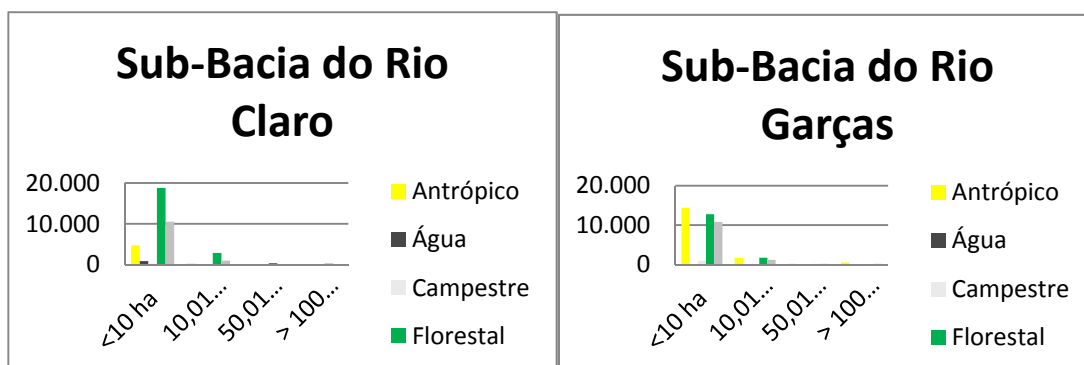 Sub-Bacia do Rio
Claro
20.000
10.000
0
<10 ha
10,01...
50,01...
> 100...
Antrópico
Água
Campestre
Florestal
Sub-Bacia do Rio
Garças
20.000
10.000
0
<10 ha
10,01...
50,01...
> 100...
Antrópico
Água
Campestre
Florestal